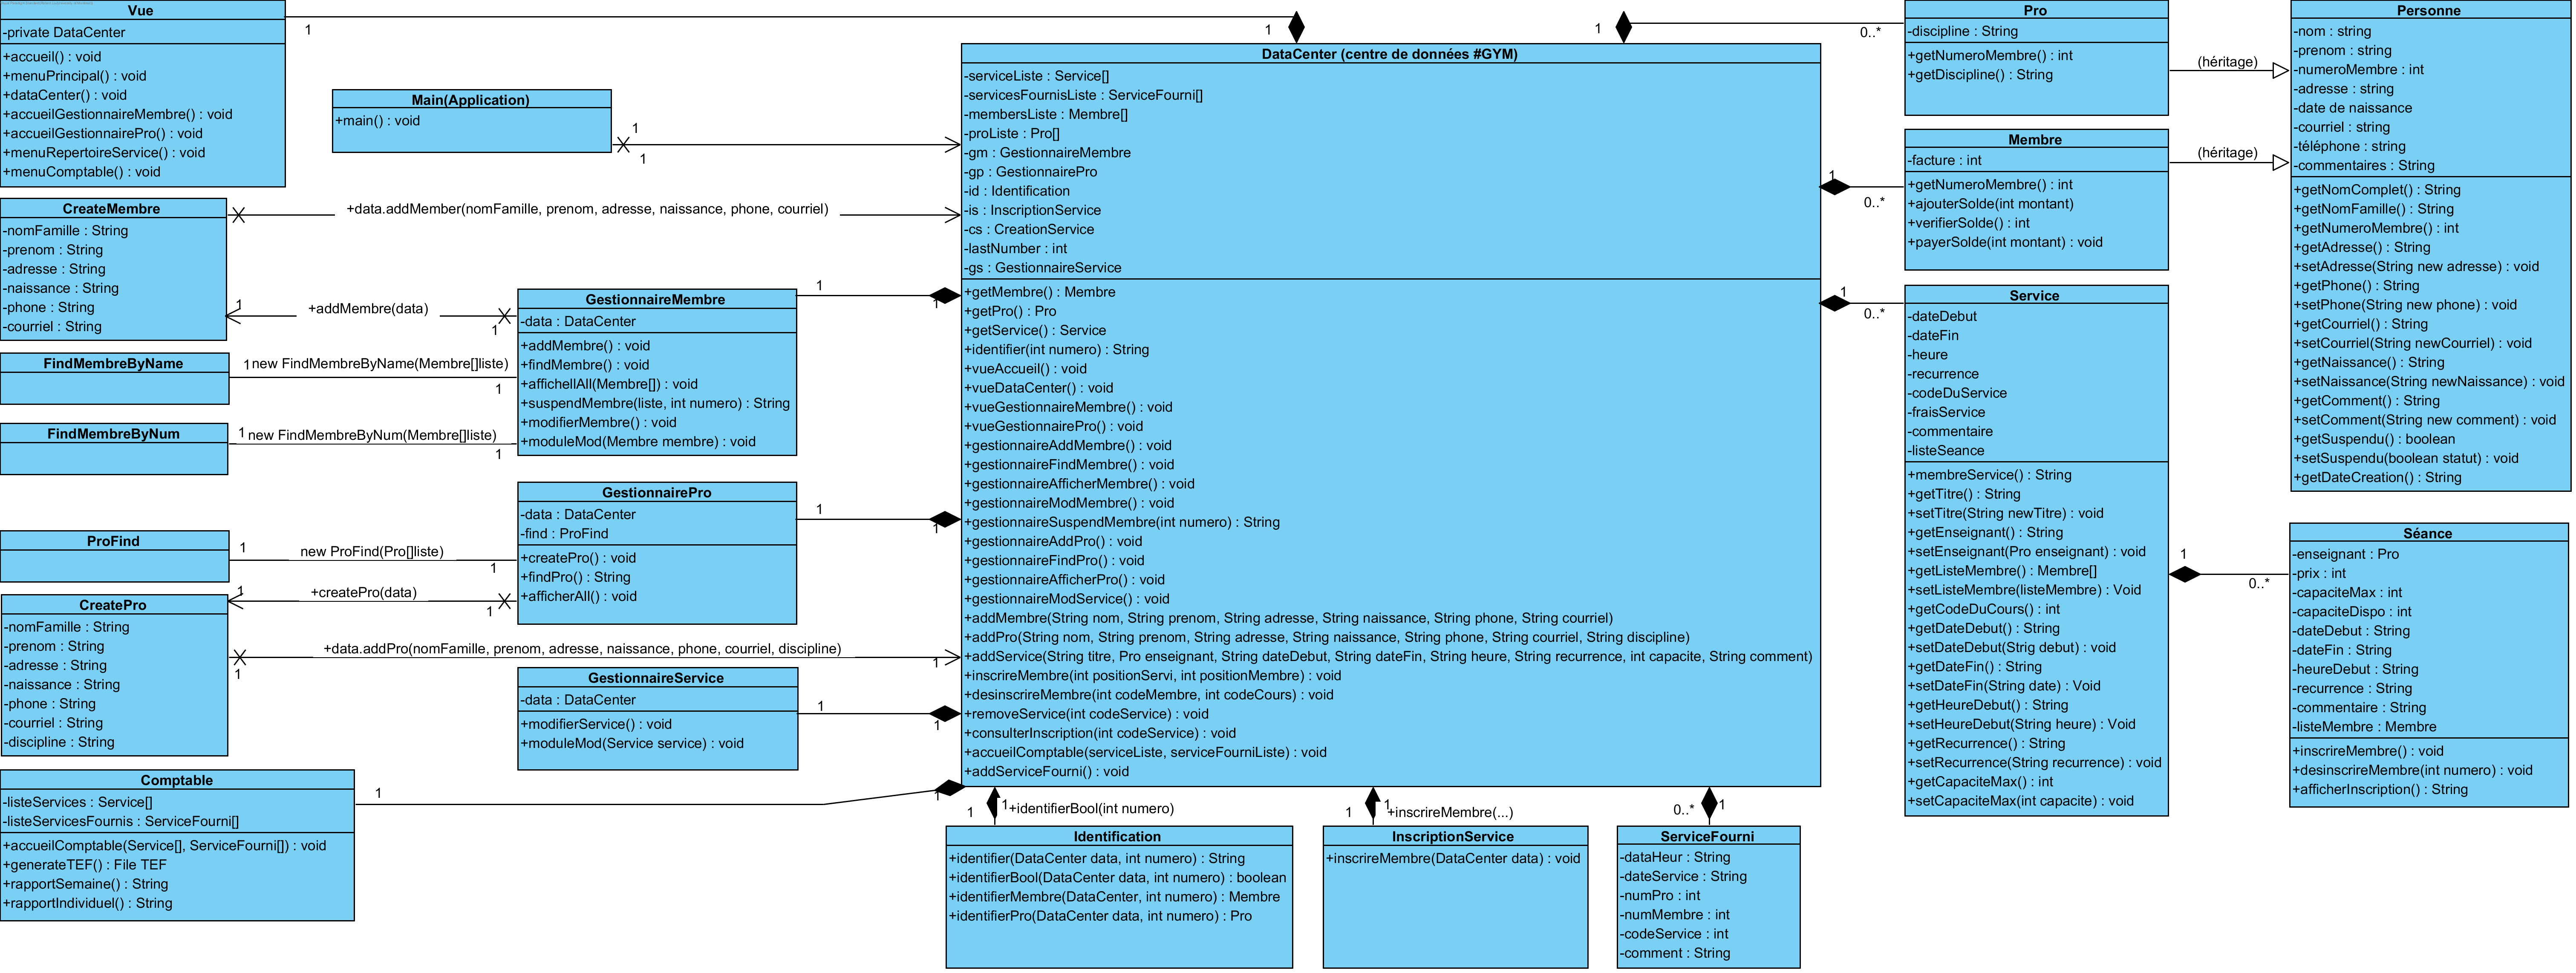 Vue
-private DataCenter
+accueil() : void
+menuPrincipal() : void
+dataCenter() : void
+accueilGestionnaireMembre() : void
+accueilGestionnairePro() : void
+menuRepertoireService() : void
+menuComptable() : void
1
1
Main(Application)
+main() : void
1
1
CreateMembre
-nomFamille : String
-prenom : String
-adresse : String
-naissance : String
-phone : String
-courriel : String
+data.addMember(nomFamille, prenom, adresse, naissance, phone, courriel)
1
+addMembre(data)
1
GestionnaireMembre
-data : DataCenter
+addMembre() : void
+findMembre() : void
+affichellAll(Membre[]) : void
+suspendMembre(liste, int numero) : String
+modifierMembre() : void
+moduleMod(Membre membre) : void
1
1
FindMembreByName
1
new FindMembreByName(Membre[]liste)
1
FindMembreByNum
1
new FindMembreByNum(Membre[]liste)
1
GestionnairePro
-data : DataCenter
-find : ProFind
+createPro() : void
+findPro() : String
+afficherAll() : void
1
1
ProFind
1
new ProFind(Pro[]liste)
1
CreatePro
-nomFamille : String
-prenom : String
-adresse : String
-naissance : String
-phone : String
-courriel : String
-discipline : String
1
+createPro(data)
1
+data.addPro(nomFamille, prenom, adresse, naissance, phone, courriel, discipline)
1
1
GestionnaireService
-data : DataCenter
+modifierService() : void
+moduleMod(Service service) : void
1
1
Comptable
-listeServices : Service[]
-listeServicesFournis : ServiceFourni[]
+accueilComptable(Service[], ServiceFourni[]) : void
+generateTEF() : File TEF
+rapportSemaine() : String
+rapportIndividuel() : String
1
1
DataCenter (centre de données #GYM)
-serviceListe : Service[]
-servicesFournisListe : ServiceFourni[]
-membersListe : Membre[]
-proListe : Pro[]
-gm : GestionnaireMembre
-gp : GestionnairePro
-id : Identification
-is : InscriptionService
-cs : CreationService
-lastNumber : int
-gs : GestionnaireService
+getMembre() : Membre
+getPro() : Pro
+getService() : Service
+identifier(int numero) : String
+vueAccueil() : void
+vueDataCenter() : void
+vueGestionnaireMembre() : void
+vueGestionnairePro() : void
+gestionnaireAddMembre() : void
+gestionnaireFindMembre() : void
+gestionnaireAfficherMembre() : void
+gestionnaireModMembre() : void
+gestionnaireSuspendMembre(int numero) : String
+gestionnaireAddPro() : void
+gestionnaireFindPro() : void
+gestionnaireAfficherPro() : void
+gestionnaireModService() : void
+addMembre(String nom, String prenom, String adresse, String naissance, String phone, String courriel)
+addPro(String nom, String prenom, String adresse, String naissance, String phone, String courriel, String discipline)
+addService(String titre, Pro enseignant, String dateDebut, String dateFin, String heure, String recurrence, int capacite, String comment)
+inscrireMembre(int positionServi, int positionMembre) : void
+desinscrireMembre(int codeMembre, int codeCours) : void
+removeService(int codeService) : void
+consulterInscription(int codeService) : void
+accueilComptable(serviceListe, serviceFourniListe) : void
+addServiceFourni() : void
1
1
+identifierBool(int numero)
Identification
+identifier(DataCenter data, int numero) : String
+identifierBool(DataCenter data, int numero) : boolean
+identifierMembre(DataCenter, int numero) : Membre
+identifierPro(DataCenter data, int numero) : Pro
1
1
+inscrireMembre(...)
InscriptionService
+inscrireMembre(DataCenter data) : void
0..*
1
ServiceFourni
-dataHeur : String
-dateService : String
-numPro : int
-numMembre : int
-codeService : int
-comment : String
1
0..*
Pro
-discipline : String
+getNumeroMembre() : int
+getDiscipline() : String
(héritage)
1
0..*
Membre
-facture : int
+getNumeroMembre() : int
+ajouterSolde(int montant)
+verifierSolde() : int
+payerSolde(int montant) : void
(héritage)
1
0..*
Service
-dateDebut
-dateFin
-heure
-recurrence
-codeDuService
-fraisService
-commentaire
-listeSeance
+membreService() : String
+getTitre() : String
+setTitre(String newTitre) : void
+getEnseignant() : String
+setEnseignant(Pro enseignant) : void
+getListeMembre() : Membre[]
+setListeMembre(listeMembre) : Void
+getCodeDuCours() : int
+getDateDebut() : String
+setDateDebut(Strig debut) : void
+getDateFin() : String
+setDateFin(String date) : Void
+getHeureDebut() : String
+setHeureDebut(String heure) : Void
+getRecurrence() : String
+setRecurrence(String recurrence) : void
+getCapaciteMax() : int
+setCapaciteMax(int capacite) : void
Personne
-nom : string
-prenom : string
-numeroMembre : int
-adresse : string
-date de naissance
-courriel : string
-téléphone : string
-commentaires : String
+getNomComplet() : String
+getNomFamille() : String
+getNumeroMembre() : int
+getAdresse() : String
+setAdresse(String new adresse) : void
+getPhone() : String
+setPhone(String new phone) : void
+getCourriel() : String
+setCourriel(String newCourriel) : void
+getNaissance() : String
+setNaissance(String newNaissance) : void
+getComment() : String
+setComment(String new comment) : void
+getSuspendu() : boolean
+setSuspendu(boolean statut) : void
+getDateCreation() : String
1
0..*
Séance
-enseignant : Pro
-prix : int
-capaciteMax : int
-capaciteDispo : int
-dateDebut : String
-dateFin : String
-heureDebut : String
-recurrence : String
-commentaire : String
-listeMembre : Membre
+inscrireMembre() : void
+desinscrireMembre(int numero) : void
+afficherInscription() : String